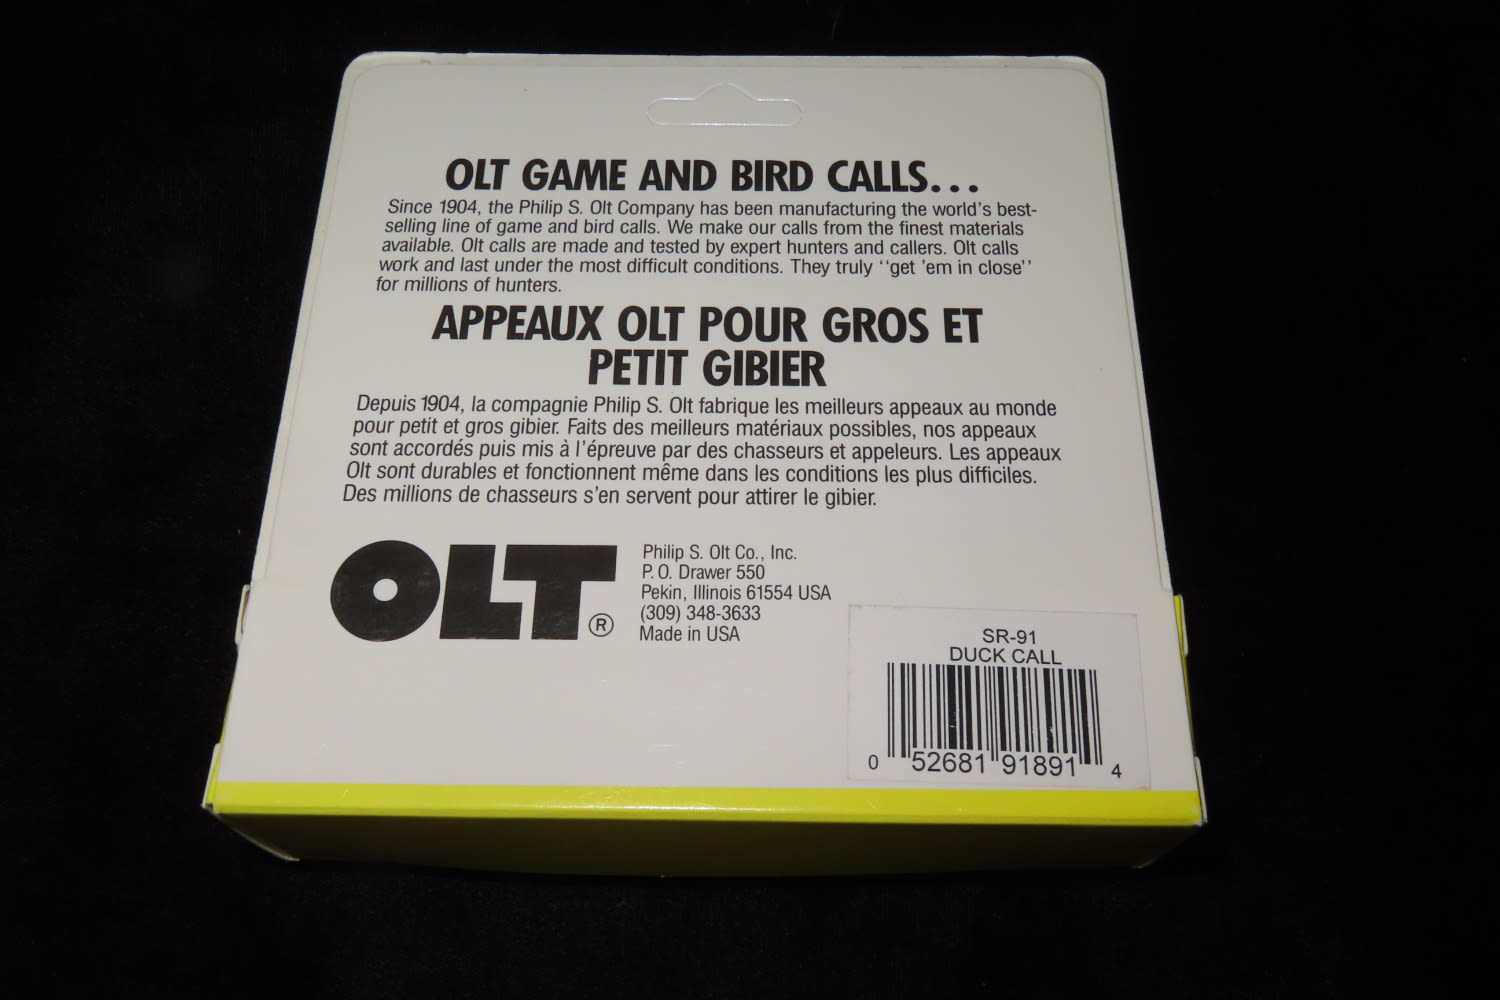 OLT GAME AND BIRD CALLS...
Since 1904, the Philip S. Olt Company has been manufacturing the world's best-
selling line of game and bird calls. We make our calls from the finest materials
available. Olt calls are made and tested by expert hunters and callers. Olt calls
work and last under the most difficult conditions. They truly ''get 'em in close''
for millions of hunters.
APPEAUX OLT POUR GROS ET
PETIT GIBIER
Depuis 1904, la compagnie Philip S. Olt fabrique les meilleurs appeaux au monde
pour petit et gros gibier. Faits des meilleurs matériaux possibles, nos appeaux
sont accordés puis mis à l'épreuve par des chasseurs et appeleurs. Les appeaux
Olt sont durables et fonctionnent même dans les conditions les plus difficiles.
Des millions de chasseurs s'en servent pour attirer le gibier.
OLT®
Philip S. Olt Co., Inc.
P.O. Drawer 550
Pekin, Illinois 61554 USA
(309) 348-3633
Made in USA
SR-91
DUCK CALL
0 52681 91891 4